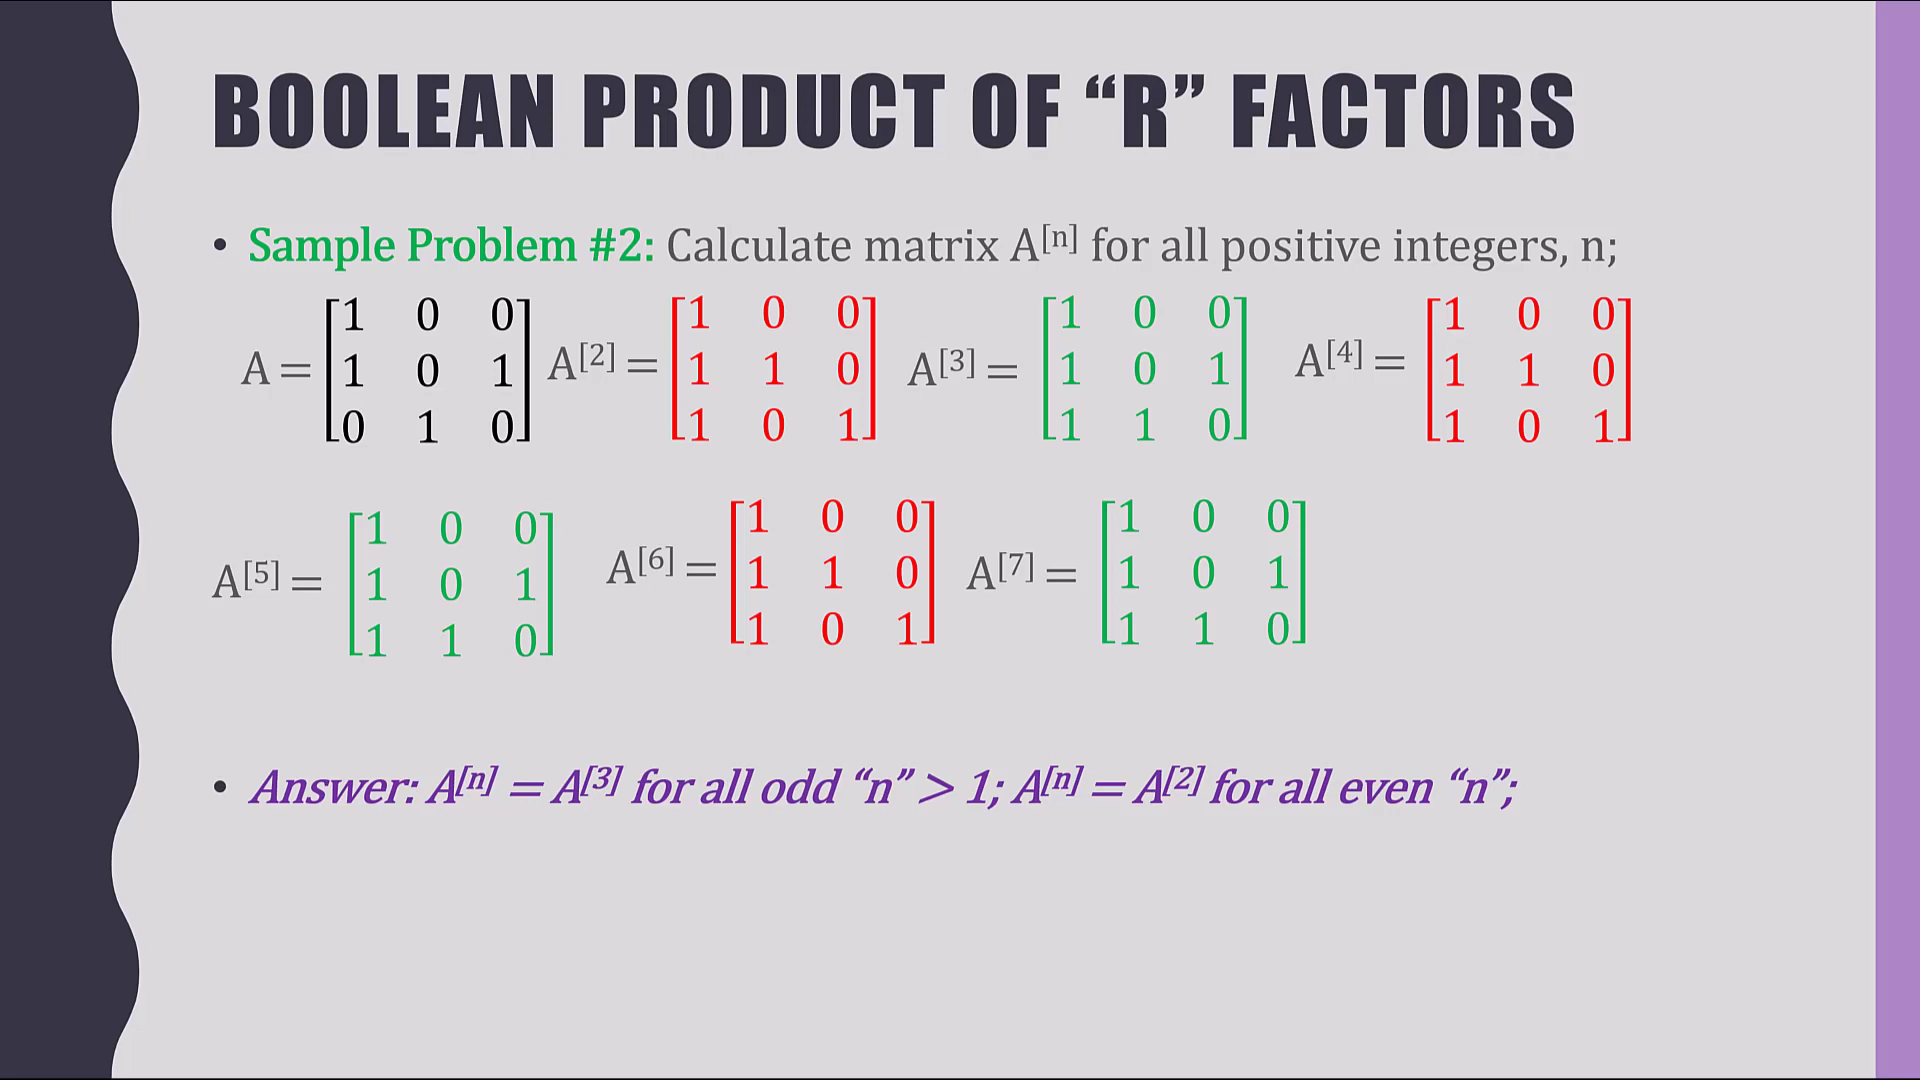 BOOLEAN PRODUCT OF “R” FACTORS
• Sample Problem #2: Calculate matrix A[n] for all positive integers, n;
A = [1 0 0 A[2] = [1 0 0 A[3] = [1 0 0 A[4] = [1 0 0
1 0 1 1 1 0 1 0 1 1 1 0
0 1 0] 1 0 1] 1 1 0] 1 0 1]
A[5] = [1 0 0 A[6] = [1 0 0 A[7] = [1 0 0
1 0 1 1 1 0 1 0 1
1 1 0] 1 0 1] 1 1 0]
• Answer: A[n] = A[3] for all odd “n” > 1; A[n] = A[2] for all even “n”;